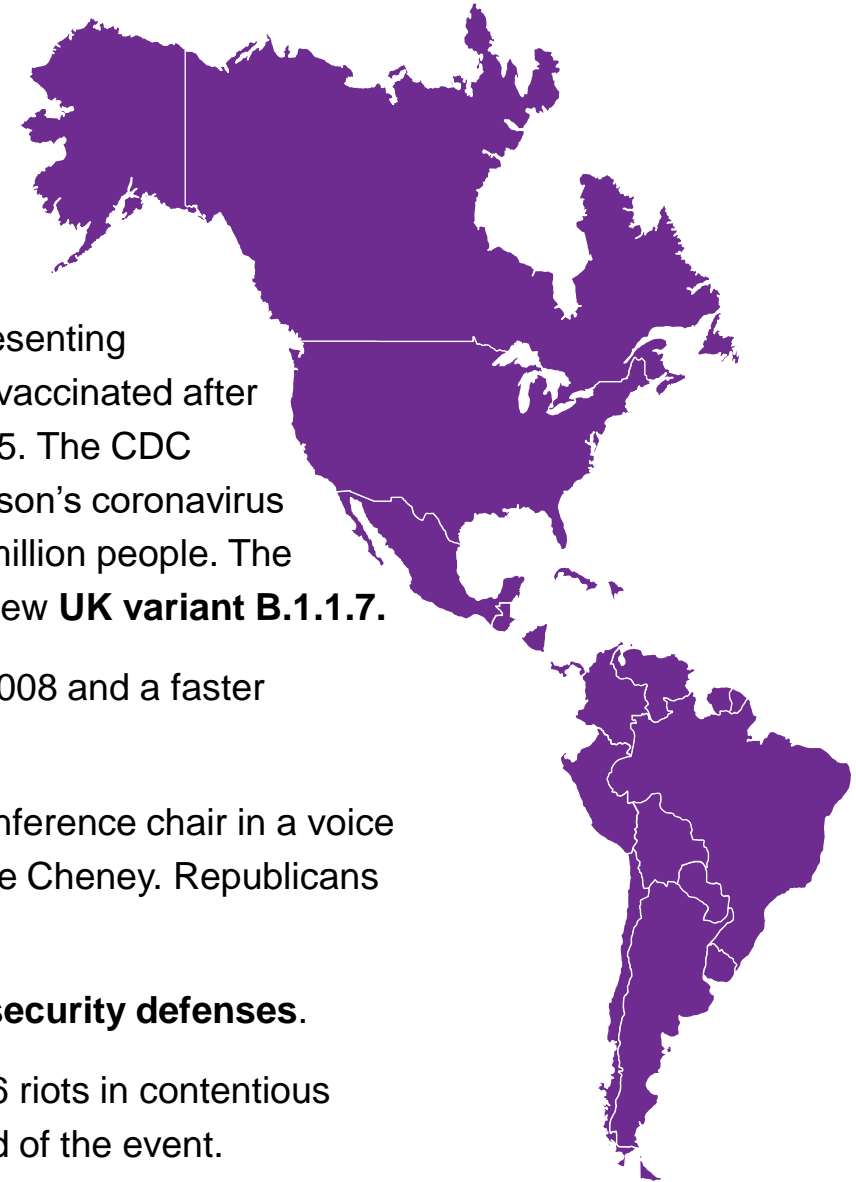 esenting
vaccinated after
5. The CDC
son’s coronavirus
million people. The
ew UK variant B.1.1.7.
008 and a faster
nference chair in a voice
e Cheney. Republicans
security defenses.
6 riots in contentious
d of the event.